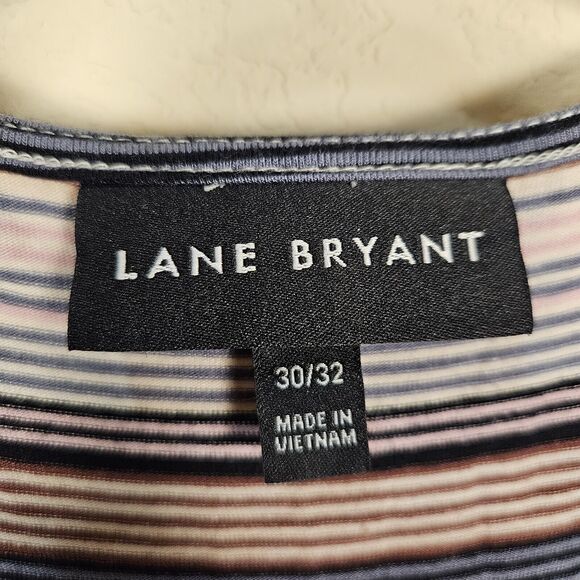 LANE BRYANT
30/32
MADE IN
VIETNAM